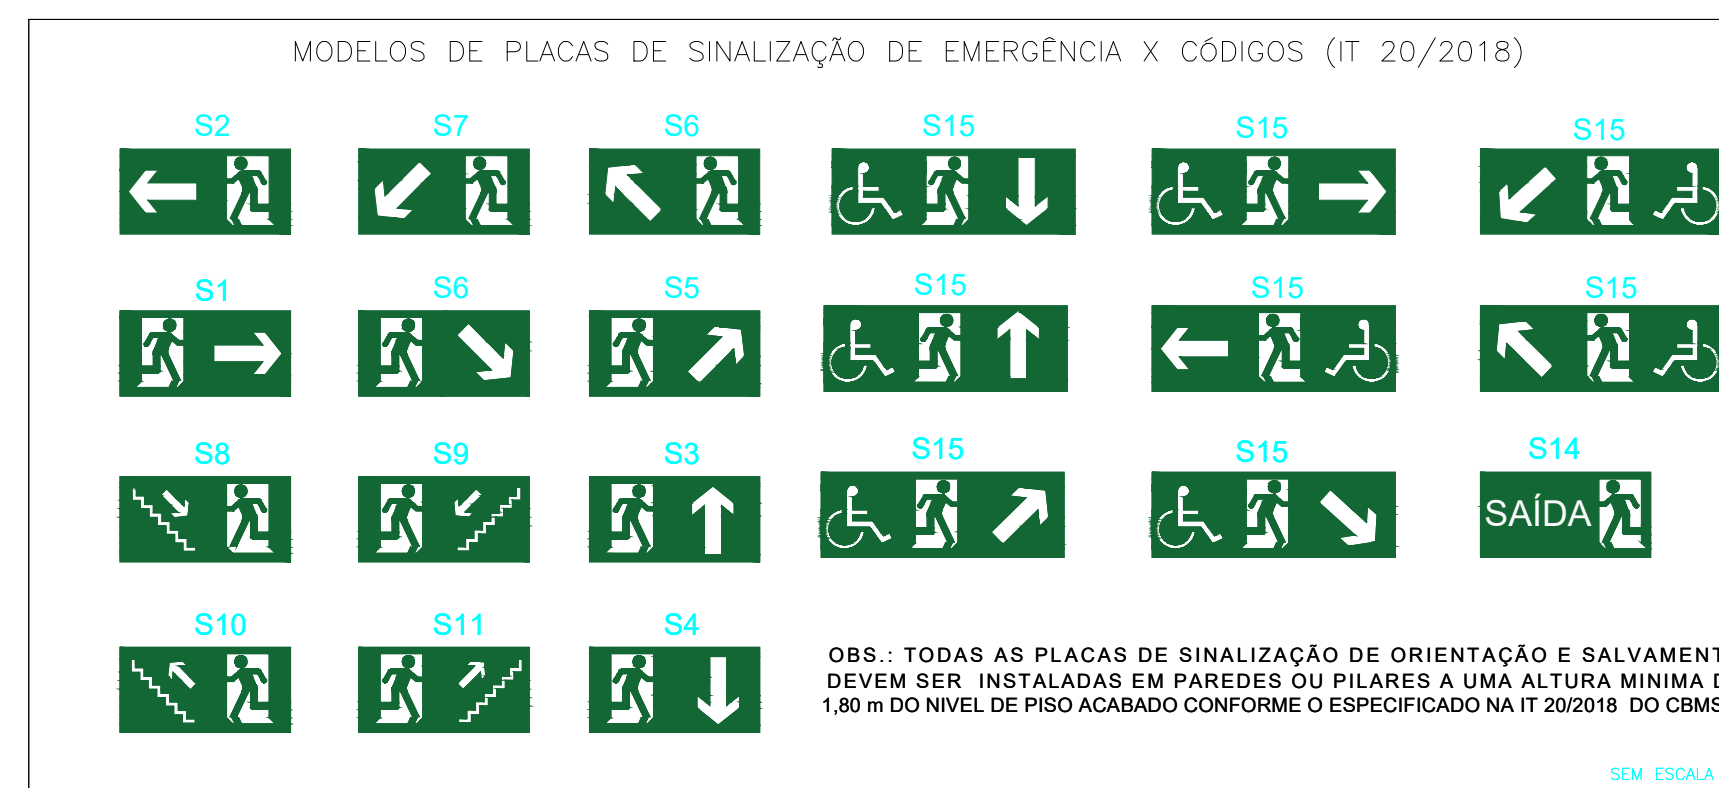 MODELOS DE PLACAS DE SINALIZAÇÃO DE EMERGÊNCIA X CÓDIGOS (IT 20/2018)
S2 S7 S6 S15 S15 S15
S1 S6 S5 S15 S15 S15
S8 S9 S3 S15 S15 S14
SAÍDA
S10 S11 S4
OBS.: TODAS AS PLACAS DE SINALIZAÇÃO DE ORIENTAÇÃO E SALVAMENT
DEVEM SER INSTALADAS EM PAREDES OU PILARES A UMA ALTURA MINIMA D
1,80 m DO NIVEL DE PISO ACABADO CONFORME O ESPECIFICADO NA IT 20/2018 DO CBMS
SEM ESCALA